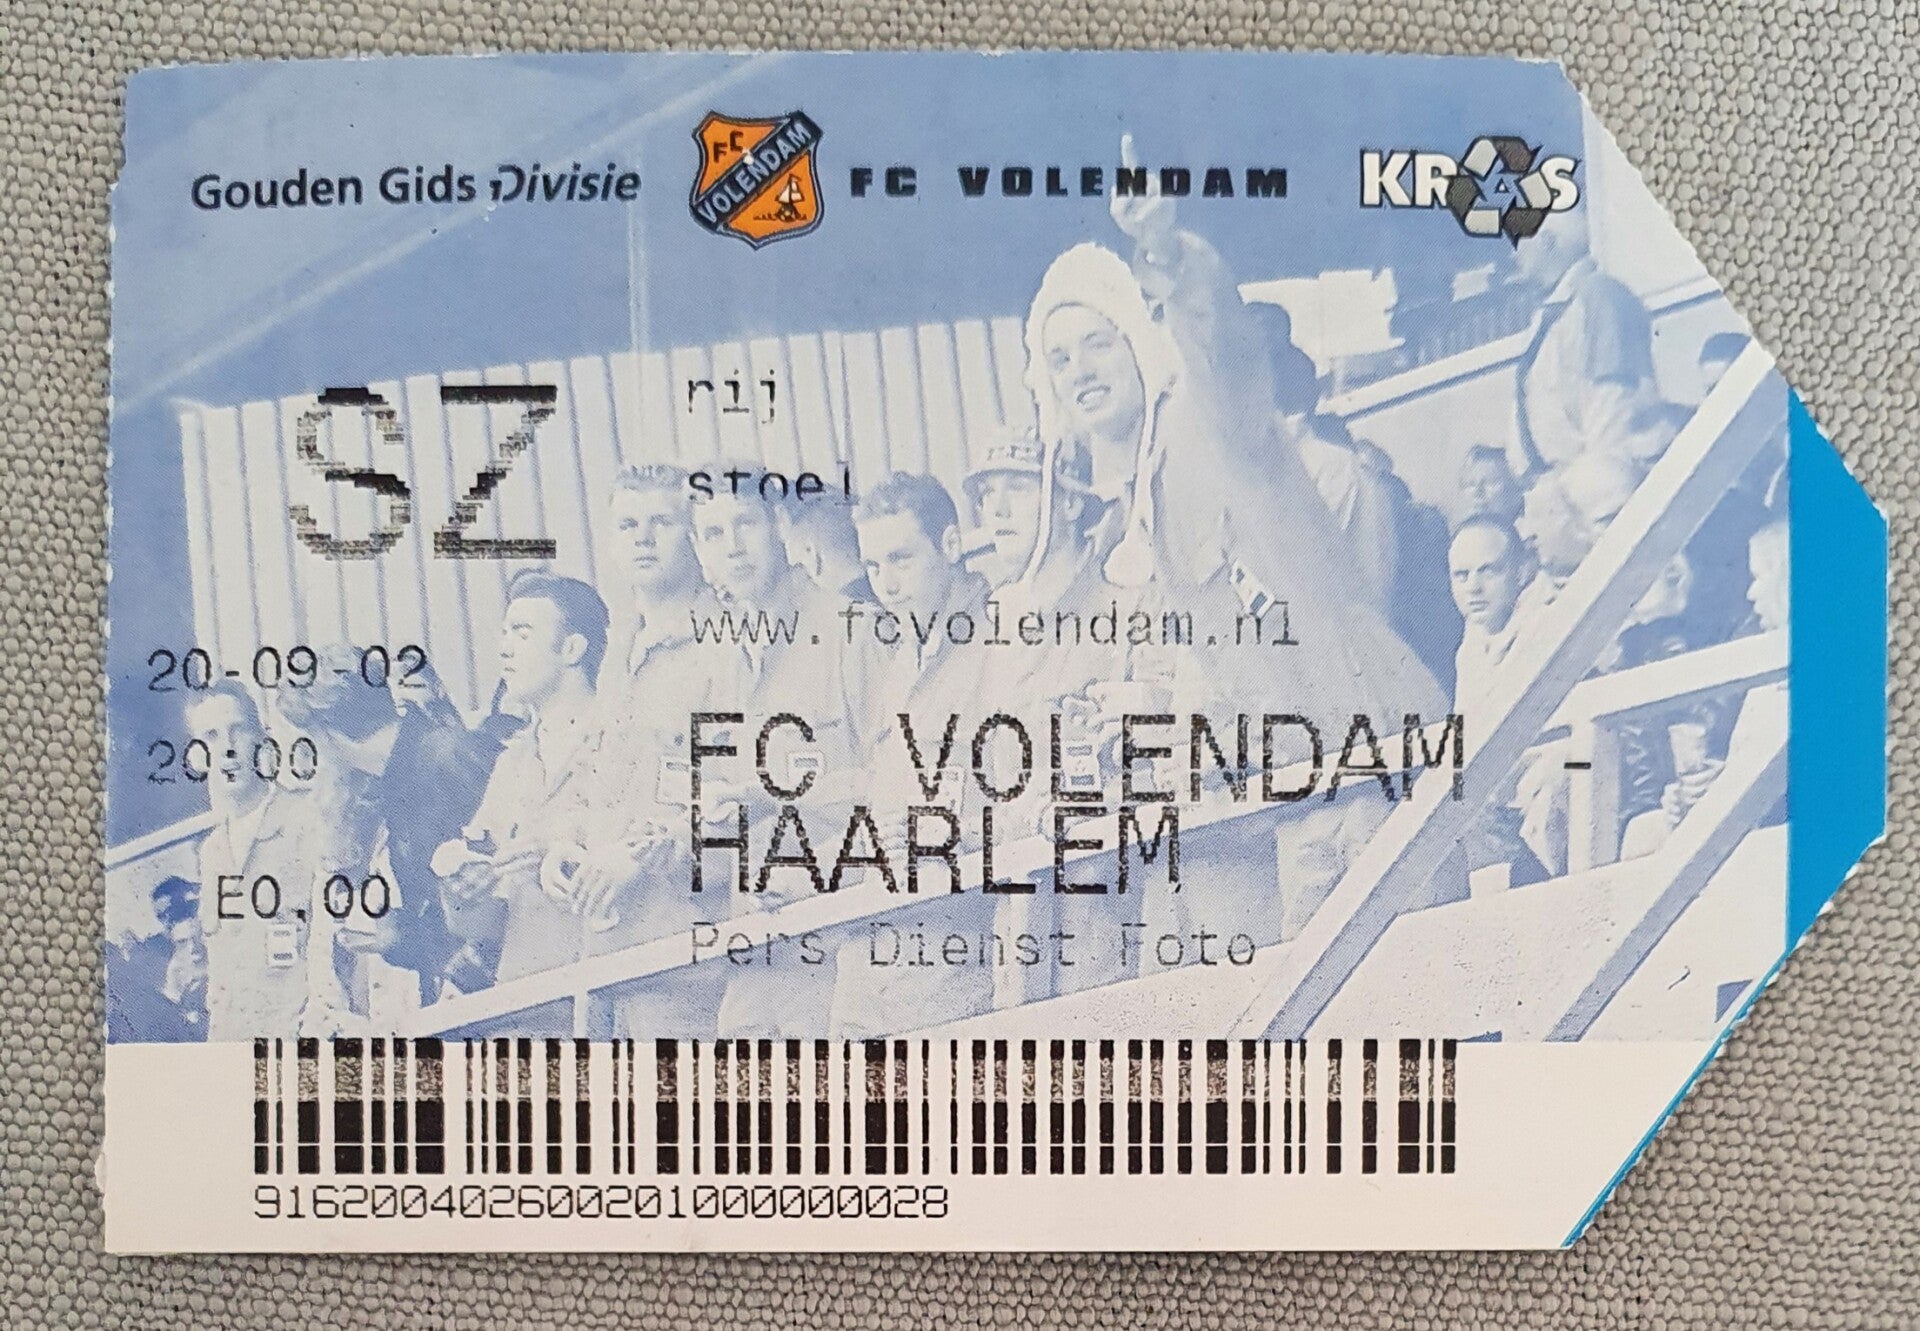 Gouden Gids 1Divisie
FC VOLENDAM
FC VOLENDAM
KRAS
SZ
rij
stoel
www.fcvolendam.nl
20-09-02
20:00
FC VOLENDAM -
HAARLEM
E0,00
Pers Dienst Foto
9162004026002010000000028